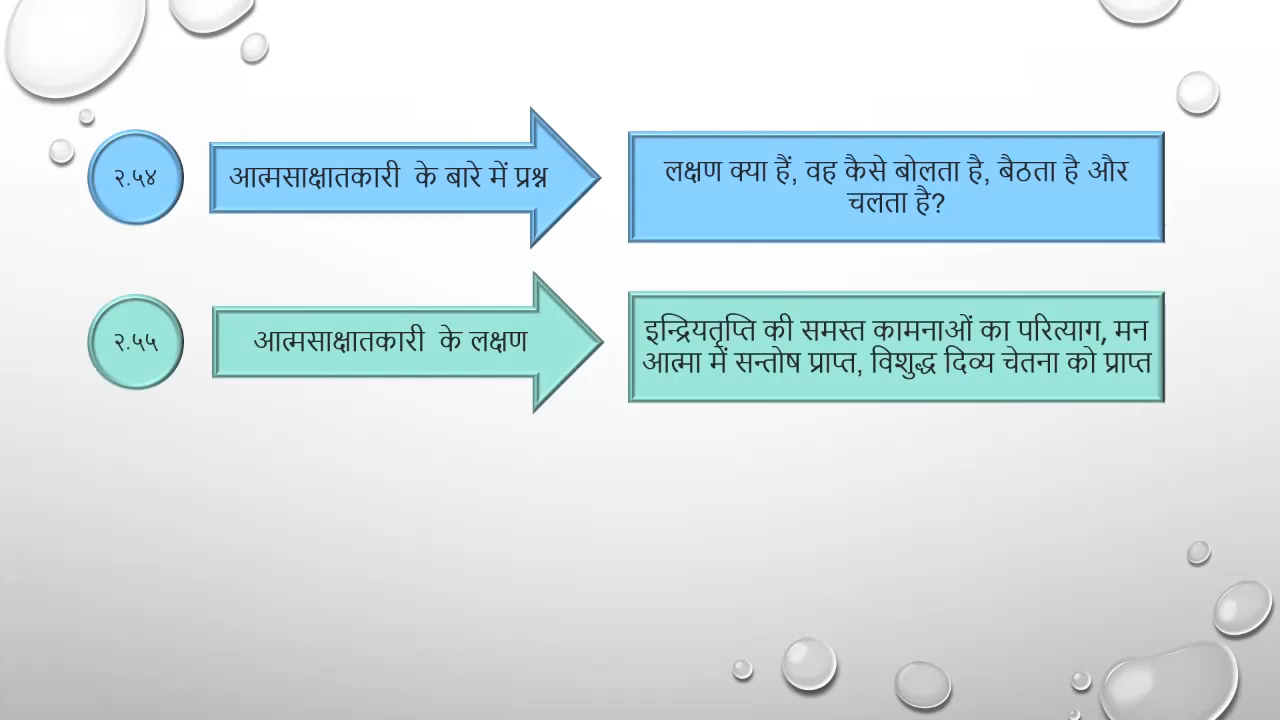 २.५४
आत्मसाक्षातकारी के बारे में प्रश्न
लक्षण क्या हैं, वह कैसे बोलता है, बैठता है और
चलता है?
२.५५
आत्मसाक्षातकारी के लक्षण
इन्द्रियतृप्ति की समस्त कामनाओं का परित्याग, मन
आत्मा में सन्तोष प्राप्त, विशुद्ध दिव्य चेतना को प्राप्त